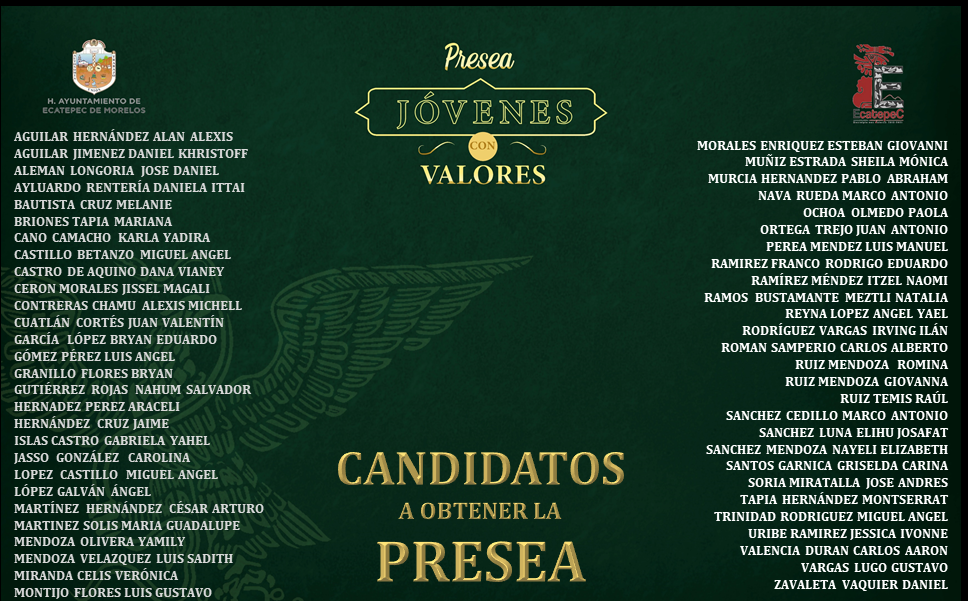 H. AYUNTAMIENTO DE
ECATEPEC DE MORELOS
Presea
JÓVENES
CON
VALORES
EcatepeC
AGUILAR HERNÁNDEZ ALAN ALEXIS
AGUILAR JIMENEZ DANIEL KHRISTOFF
ALEMAN LONGORIA JOSE DANIEL
AYLUARDO RENTERÍA DANIELA ITTAI
BAUTISTA CRUZ MELANIE
BRIONES TAPIA MARIANA
CANO CAMACHO KARLA YADIRA
CASTILLO BETANZO MIGUEL ANGEL
CASTRO DE AQUINO DANA VIANEY
CERON MORALES JISSEL MAGALI
CONTRERAS CHAMU ALEXIS MICHELL
CUATLÁN CORTÉS JUAN VALENTÍN
GARCÍA LÓPEZ BRYAN EDUARDO
GÓMEZ PÉREZ LUIS ANGEL
GRANILLO FLORES BRYAN
GUTIÉRREZ ROJAS NAHUM SALVADOR
HERNADEZ PEREZ ARACELI
HERNÁNDEZ CRUZ JAIME
ISLAS CASTRO GABRIELA YAHEL
JASSO GONZÁLEZ CAROLINA
LOPEZ CASTILLO MIGUEL ANGEL
LÓPEZ GALVÁN ÁNGEL
MARTÍNEZ HERNÁNDEZ CÉSAR ARTURO
MARTINEZ SOLIS MARIA GUADALUPE
MENDOZA OLIVERA YAMILY
MENDOZA VELAZQUEZ LUIS SADITH
MIRANDA CELIS VERÓNICA
MONTIJO FLORES LUIS GUSTAVO
CANDIDATOS
A OBTENER LA
PRESEA
MORALES ENRIQUEZ ESTEBAN GIOVANNI
MUÑIZ ESTRADA SHEILA MÓNICA
MURCIA HERNANDEZ PABLO ABRAHAM
NAVA RUEDA MARCO ANTONIO
OCHOA OLMEDO PAOLA
ORTEGA TREJO JUAN ANTONIO
PEREA MENDEZ LUIS MANUEL
RAMIREZ FRANCO RODRIGO EDUARDO
RAMÍREZ MÉNDEZ ITZEL NAOMI
RAMOS BUSTAMANTE MEZTLI NATALIA
REYNA LOPEZ ANGEL YAEL
RODRÍGUEZ VARGAS IRVING ILÁN
ROMAN SAMPERIO CARLOS ALBERTO
RUIZ MENDOZA ROMINA
RUIZ MENDOZA GIOVANNA
RUIZ TEMIS RAÚL
SANCHEZ CEDILLO MARCO ANTONIO
SANCHEZ LUNA ELIHU JOSAFAT
SANCHEZ MENDOZA NAYELI ELIZABETH
SANTOS GARNICA GRISELDA CARINA
SORIA MIRATALLA JOSE ANDRES
TAPIA HERNÁNDEZ MONTSERRAT
TRINIDAD RODRIGUEZ MIGUEL ANGEL
URIBE RAMIREZ JESSICA IVONNE
VALENCIA DURAN CARLOS AARON
VARGAS LUGO GUSTAVO
ZAVALETA VAQUIER DANIEL